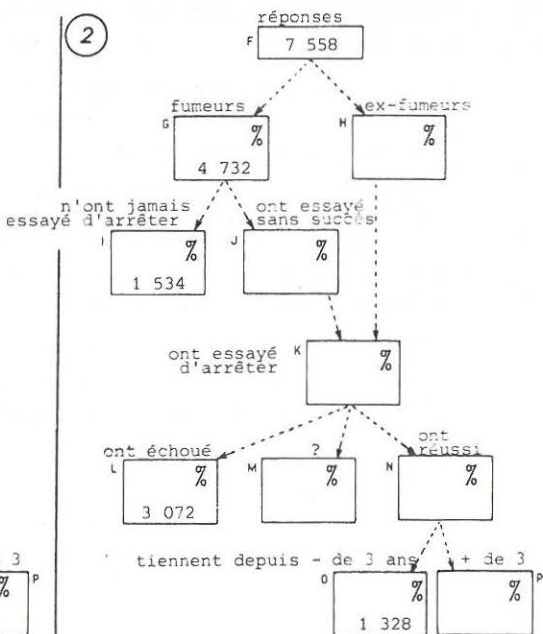 2
réponses
F 7 558
fumeurs ex-fumeurs
G % H %
4 732
n'ont jamais ont essayé
essayé d'arrêter sans succès
I % J %
1 534
ont essayé K %
d'arrêter
ont échoué ? ont
réussi
L % M % N %
3 072
3 tiennent depuis - de 3 ans + de 3
% P O % % P
1 328